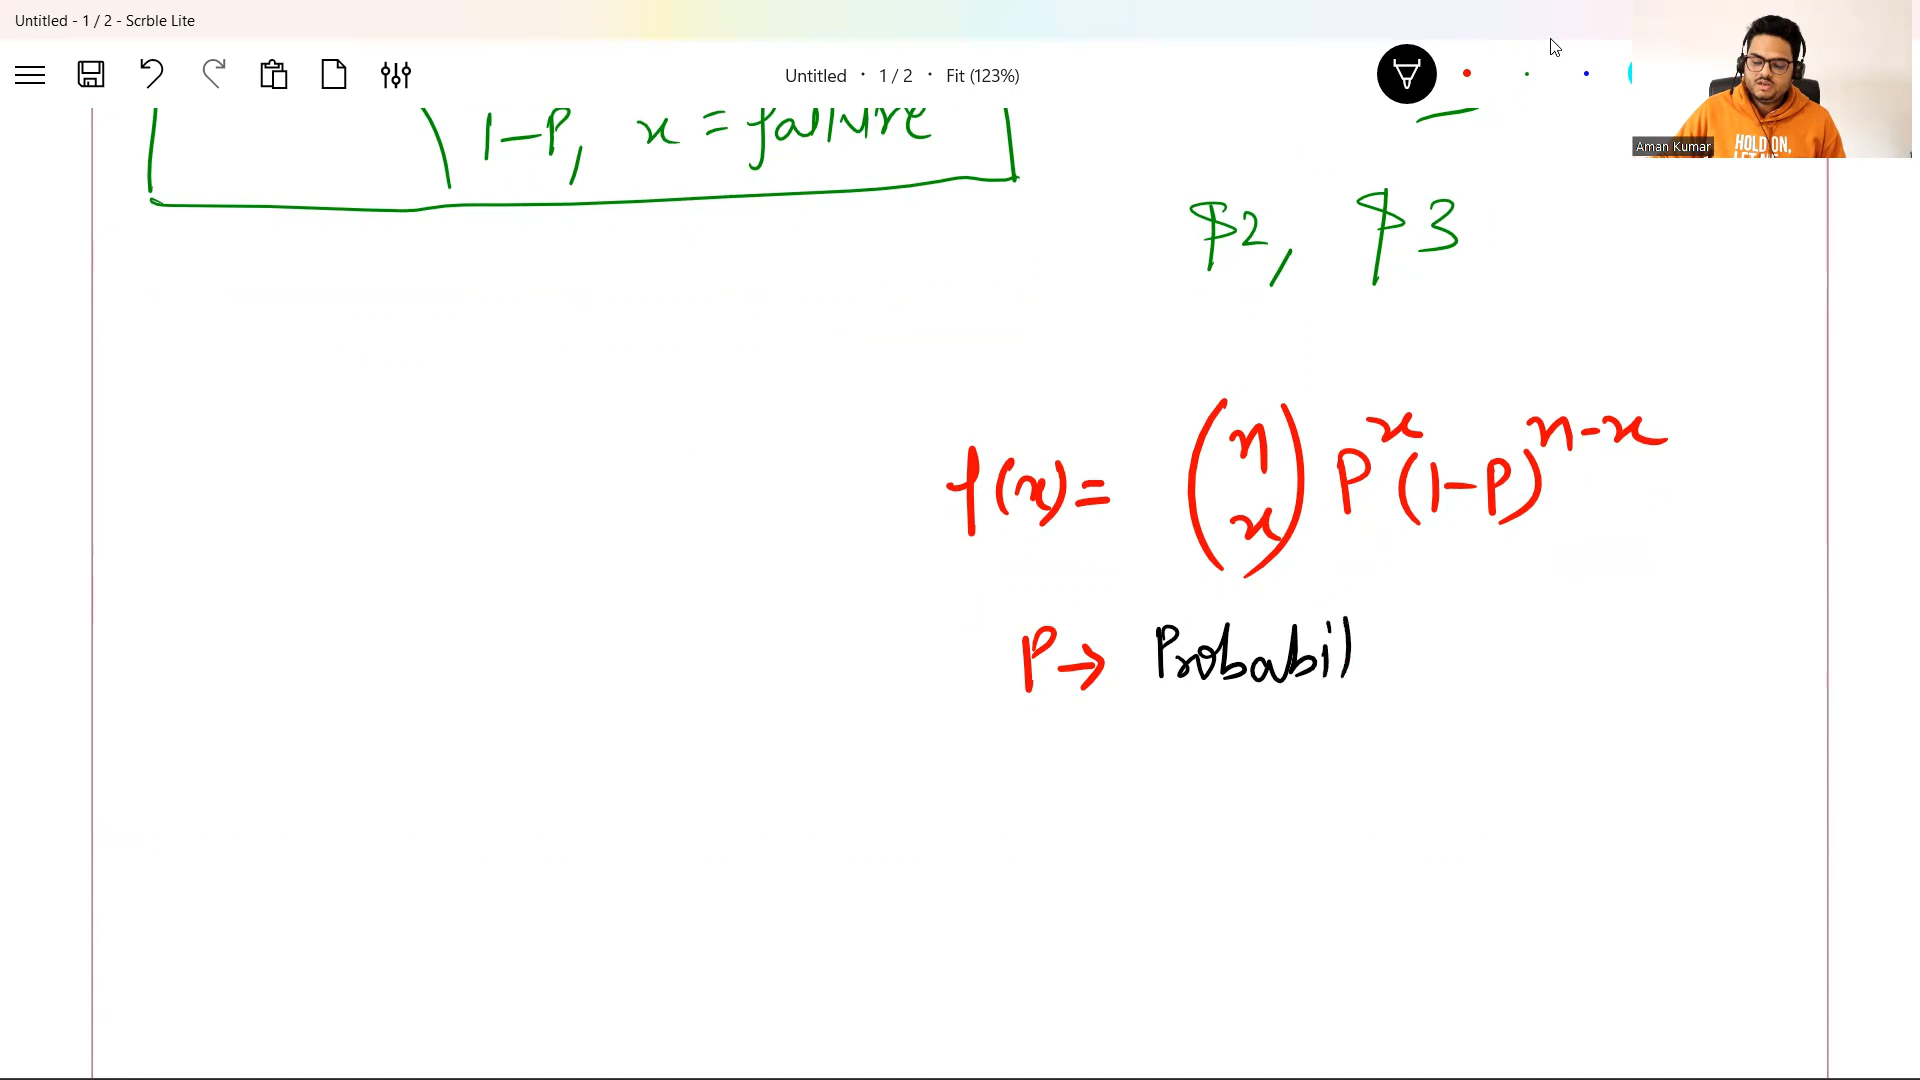 Untitled - 1 / 2 - Scrble Lite
Untitled • 1 / 2 • Fit (123%)
HOLD ON,
Aman Kumar
1-P, x = failure
$2, $3
f(x) = (n x) P^x (1-P)^n-x
P → Probabil